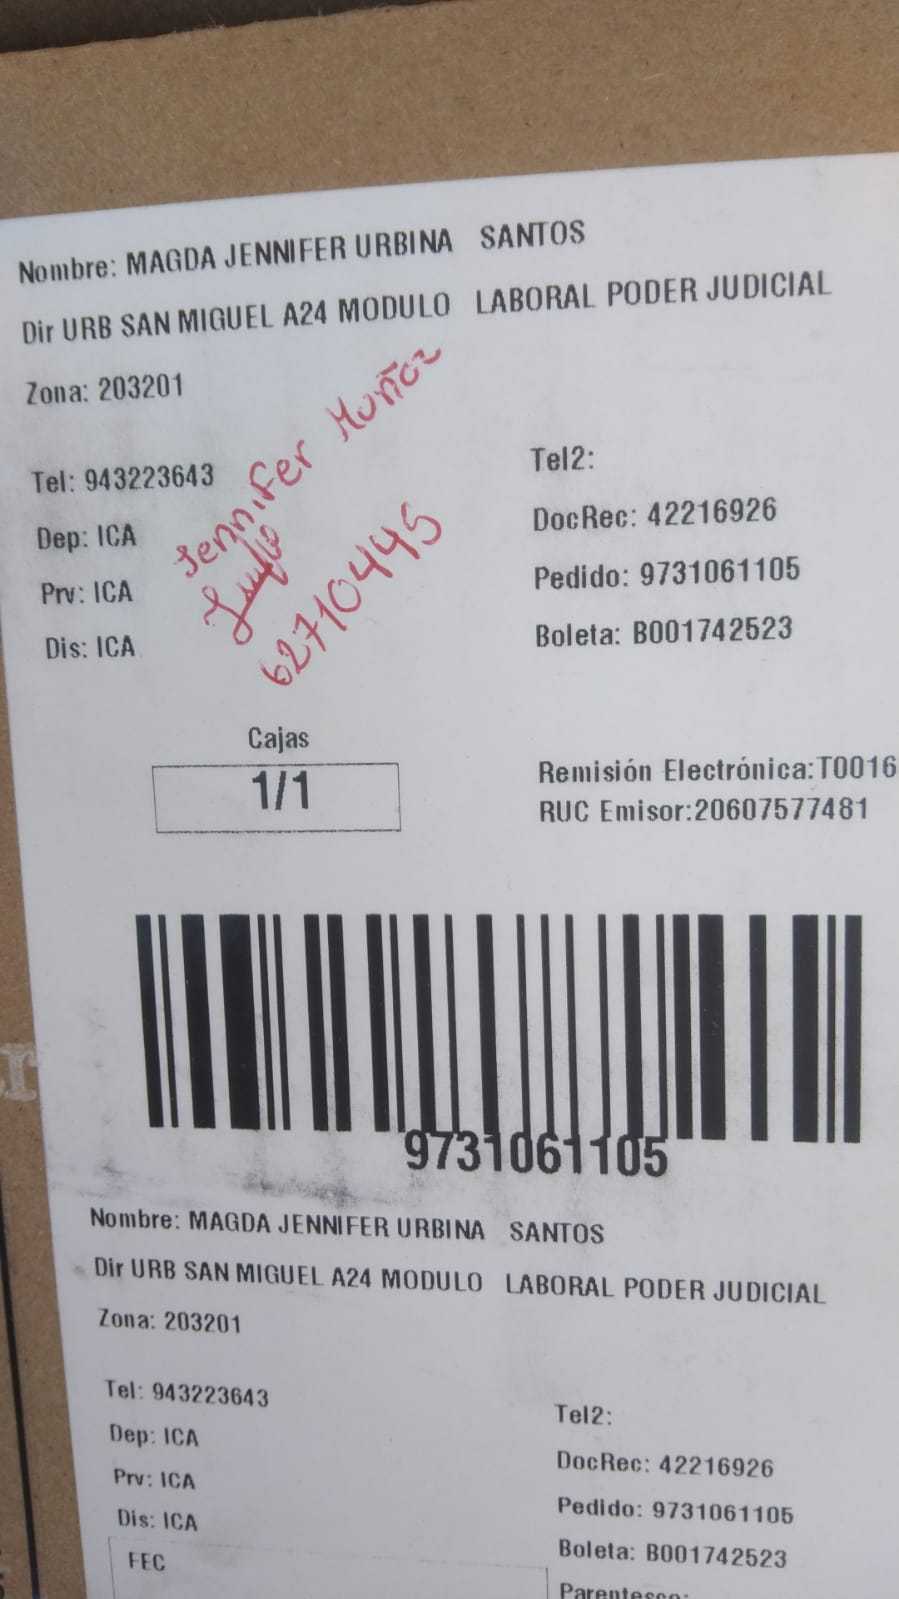 Nombre: MAGDA JENNIFER URBINA SANTOS
Dir URB SAN MIGUEL A24 MODULO LABORAL PODER JUDICIAL
Zona: 203201
Jennifer Muñoz
Tel: 943223643
Tel2:
DocRec: 42216926
Dep: ICA
62710445
Pedido: 9731061105
Prv: ICA
Boleta: B001742523
Dis: ICA
Cajas
1/1
Remisión Electrónica:T0016
RUC Emisor:20607577481
9731061105
Nombre: MAGDA JENNIFER URBINA SANTOS
Dir URB SAN MIGUEL A24 MODULO LABORAL PODER JUDICIAL
Zona: 203201
Tel: 943223643
Tel2:
Dep: ICA
DocRec: 42216926
Prv: ICA
Pedido: 9731061105
Dis: ICA
Boleta: B001742523
FEC
Parentesco: